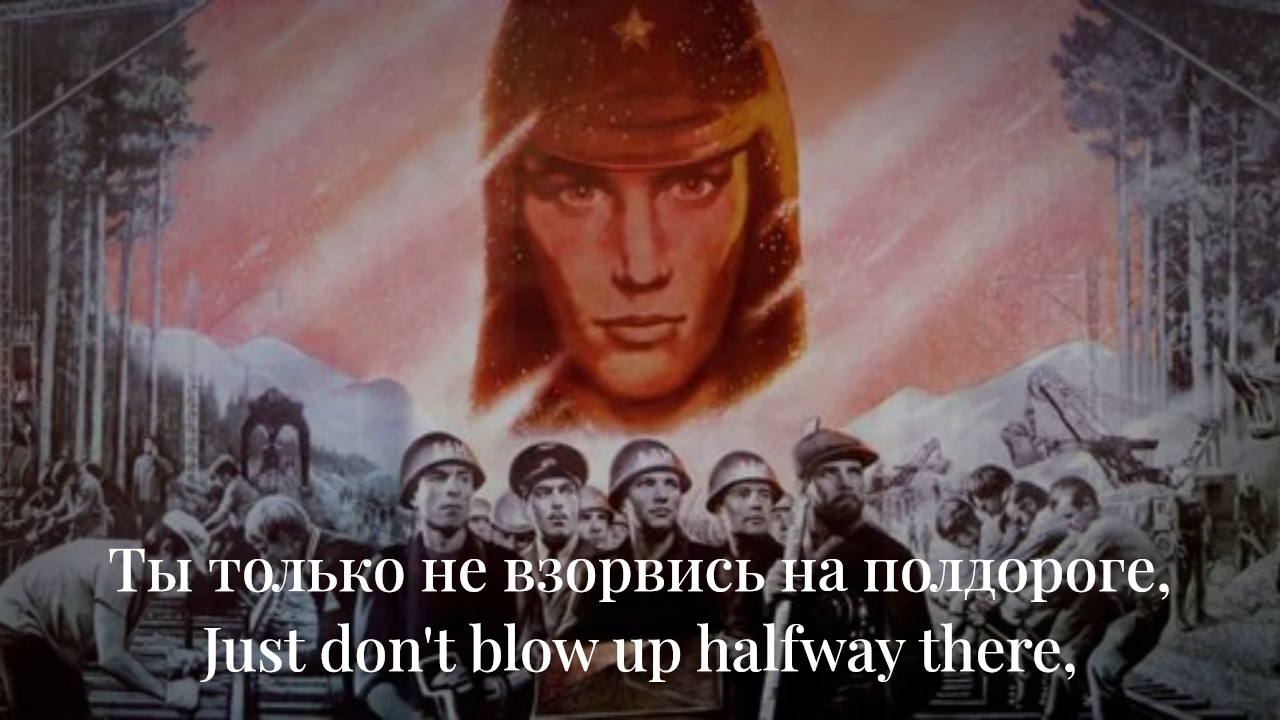 Ты только не взорвись на полдороге,
Just don't blow up halfway there,